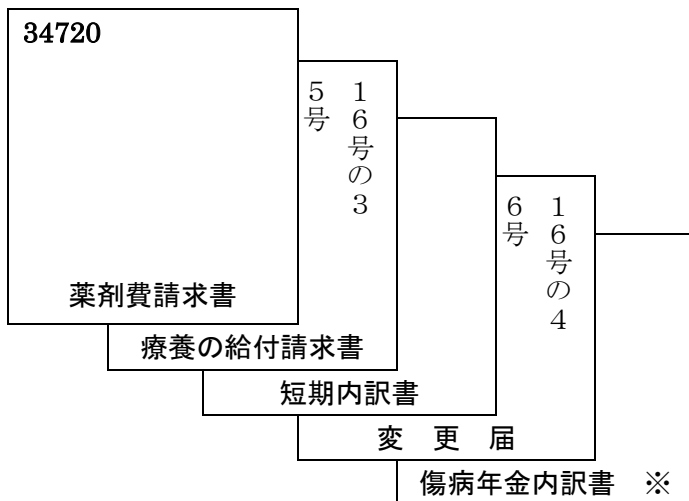 34720
薬剤費請求書
16号の3
5号
療養の給付請求書
短期内訳書
16号の4
6号
変 更 届
傷病年金内訳書 ※